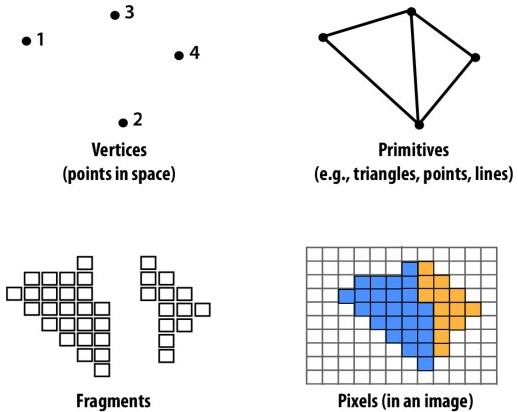 3
1
4
2
Vertices
(points in space)
Primitives
(e.g., triangles, points, lines)
Fragments
Pixels (in an image)